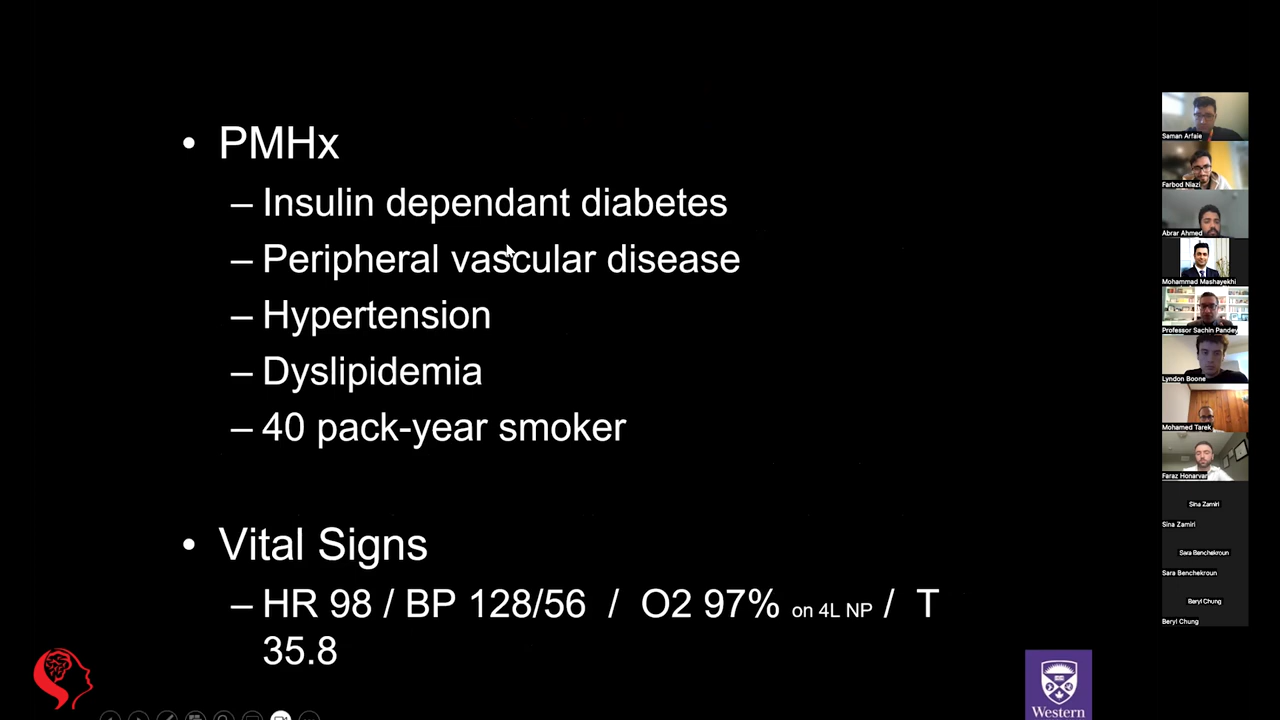 • PMHx
– Insulin dependant diabetes
– Peripheral vascular disease
– Hypertension
– Dyslipidemia
– 40 pack-year smoker
• Vital Signs
– HR 98 / BP 128/56 / O2 97% on 4L NP / T
35.8
Western
Saman Arfaie
Farbod Niazi
Abrar Ahmed
Mohammad Mashayekhi
Professor Sachin Pandey
Lyndon Boone
Mohamed Tarek
Faraz Honarvar
Sina Zamiri
Sina Zamiri
Sara Benchekroun
Sara Benchekroun
Beryl Chung
Beryl Chung